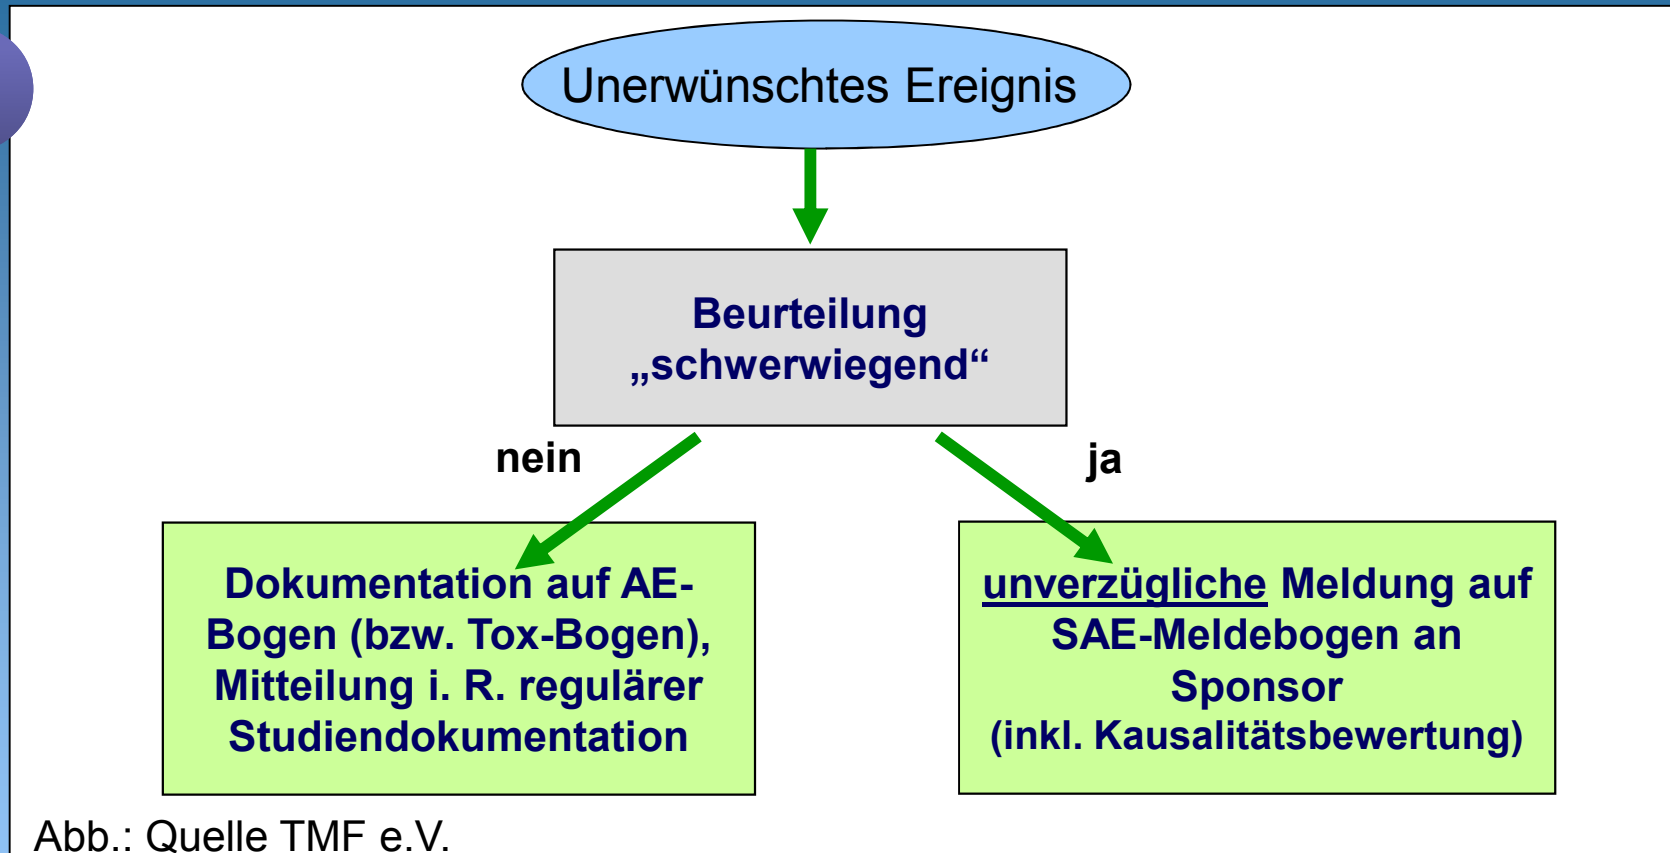 Unerwünschtes Ereignis
Beurteilung
„schwerwiegend“
nein
ja
Dokumentation auf AE-
Bogen (bzw. Tox-Bogen),
Mitteilung i. R. regulärer
Studiendokumentation
unverzügliche Meldung auf
SAE-Meldebogen an
Sponsor
(inkl. Kausalitätsbewertung)
Abb.: Quelle TMF e.V.